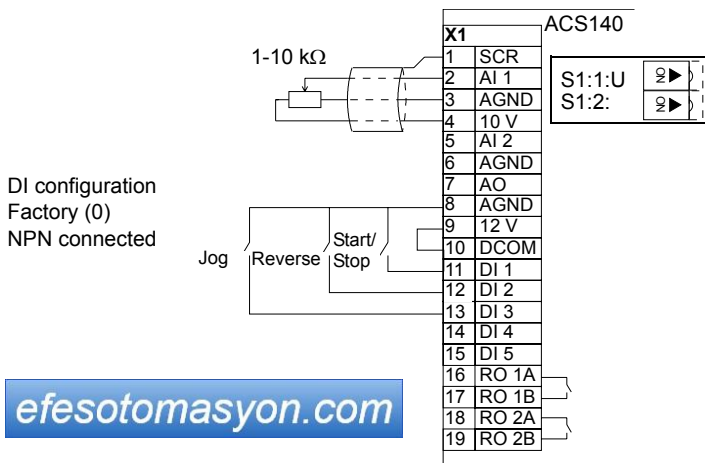 ACS140
X1
1 SCR
2 AI 1
3 AGND
4 10 V
5 AI 2
6 AGND
7 AO
8 AGND
9 12 V
10 DCOM
11 DI 1
12 DI 2
13 DI 3
14 DI 4
15 DI 5
16 RO 1A
17 RO 1B
18 RO 2A
19 RO 2B
1-10 kΩ
S1:1:U
S1:2:
ON
ON
DI configuration
Factory (0)
NPN connected
Jog
Reverse
Start/
Stop
efesotomasyon.com